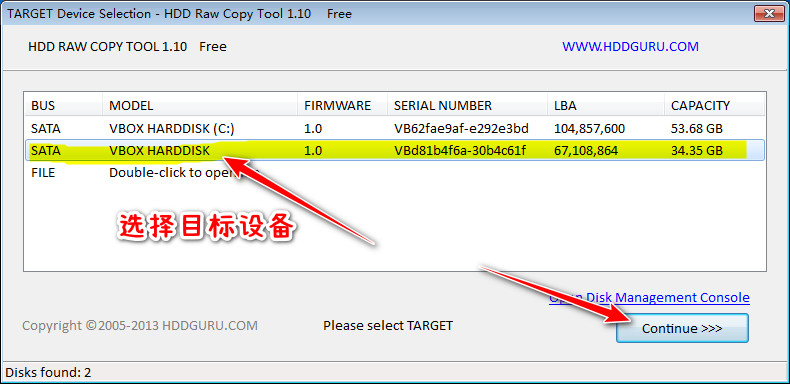 TARGET Device Selection - HDD Raw Copy Tool 1.10 Free
HDD RAW COPY TOOL 1.10 Free WWW.HDDGURU.COM
BUS MODEL FIRMWARE SERIAL NUMBER LBA CAPACITY
SATA VBOX HARDDISK (C:) 1.0 VB62fae9af-e292e3bd 104,857,600 53.68 GB
SATA VBOX HARDDISK 1.0 VBd81b4f6a-30b4c61f 67,108,864 34.35 GB
FILE Double-click to open
选择目标设备
Open Disk Management Console
Copyright ©2005-2013 HDDGURU.COM Please select TARGET Continue >>>
Disks found: 2